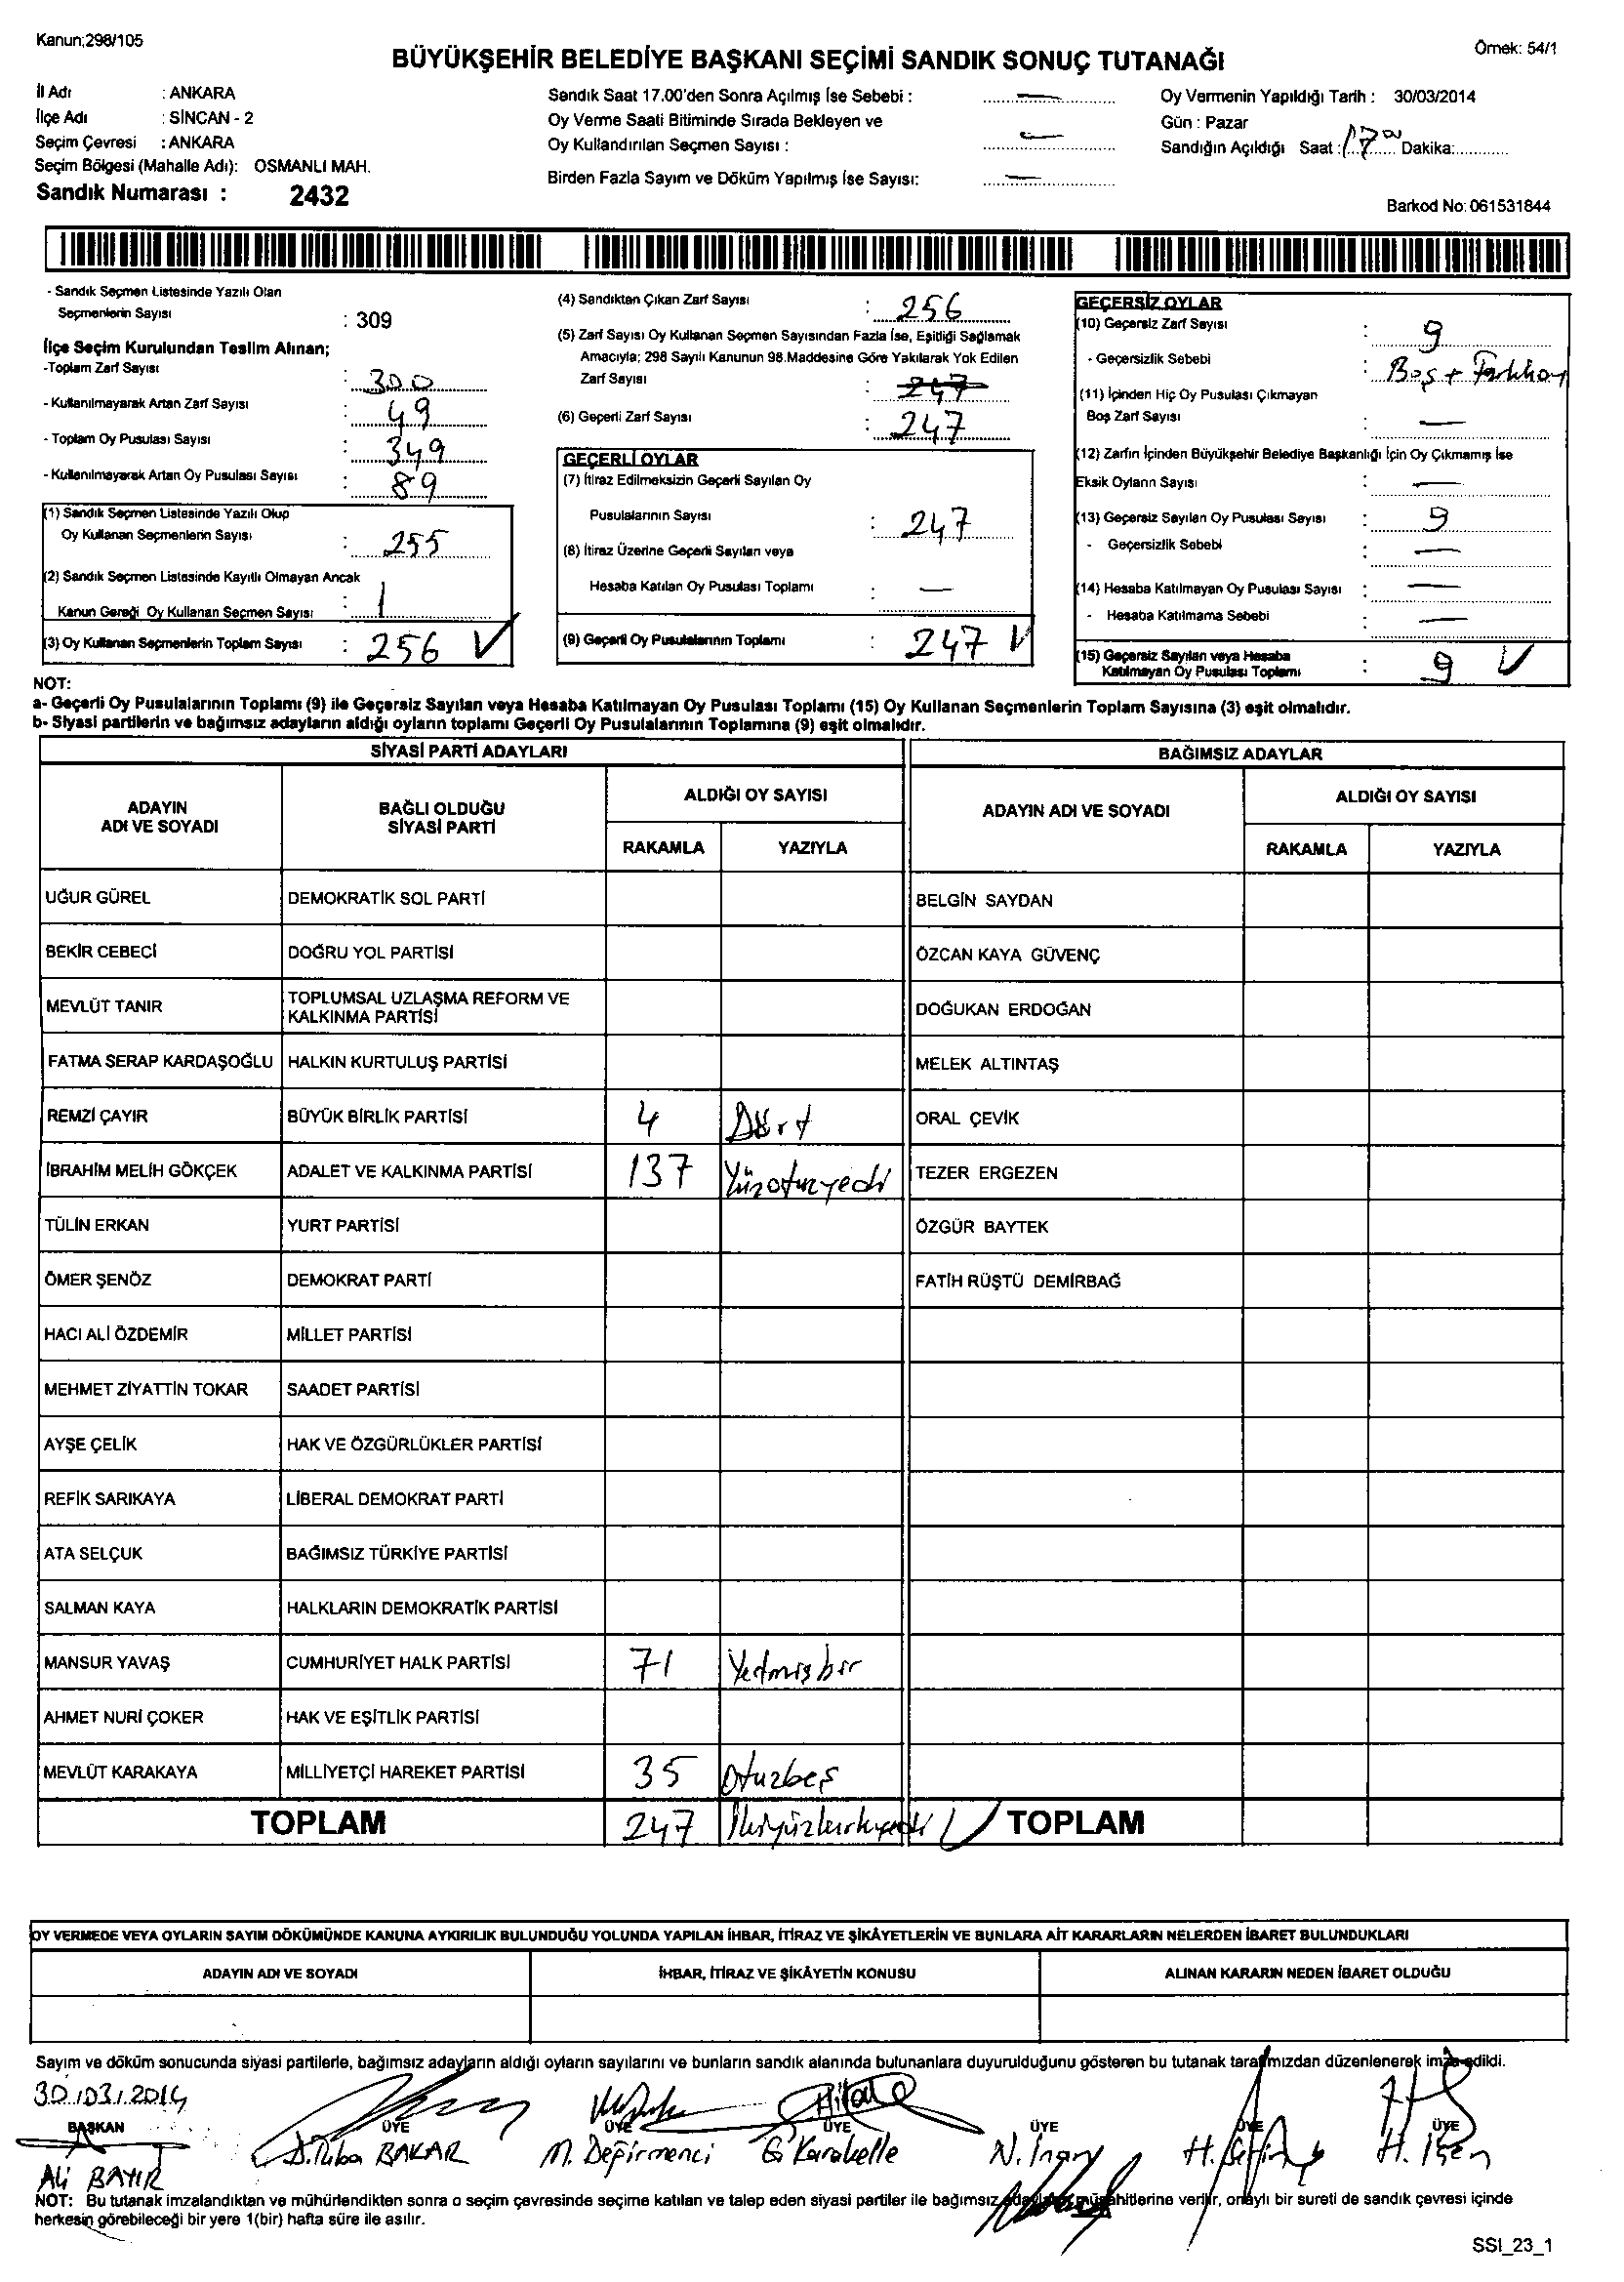 Kanun;298/105
Örnek: 54/1
BÜYÜKŞEHİR BELEDİYE BAŞKANI SEÇİMİ SANDIK SONUÇ TUTANAĞI
İl Adı : ANKARA
İlçe Adı : SİNCAN - 2
Seçim Çevresi : ANKARA
Seçim Bölgesi (Mahalle Adı): OSMANLI MAH.
Sandık Numarası : 2432
Sandık Saat 17.00'den Sonra Açılmış İse Sebebi : —
Oy Verme Saati Bitiminde Sırada Bekleyen ve
Oy Kullandırılan Seçmen Sayısı : —
Birden Fazla Sayım ve Döküm Yapılmış İse Sayısı: —
Oy Vermenin Yapıldığı Tarih : 30/03/2014
Gün : Pazar
Sandığın Açıldığı Saat : 17 00 Dakika:
Barkod No: 061531844
- Sandık Seçmen Listesinde Yazılı Olan
Seçmenlerin Sayısı : 309
İlçe Seçim Kurulundan Teslim Alınan;
-Toplam Zarf Sayısı : 300
- Kullanılmayarak Artan Zarf Sayısı : 49
- Toplam Oy Pusulası Sayısı : 349
- Kullanılmayarak Artan Oy Pusulası Sayısı : 89
(1) Sandık Seçmen Listesinde Yazılı Olup
Oy Kullanan Seçmenlerin Sayısı : 255
(2) Sandık Seçmen Listesinde Kayıtlı Olmayan Ancak
Kanun Gereği Oy Kullanan Seçmen Sayısı : 1
(3) Oy Kullanan Seçmenlerin Toplam Sayısı : 256
(4) Sandıktan Çıkan Zarf Sayısı : 256
(5) Zarf Sayısı Oy Kullanan Seçmen Sayısından Fazla İse, Eşitliği Sağlamak
Amacıyla; 298 Sayılı Kanunun 98.Maddesine Göre Yakılarak Yok Edilen
Zarf Sayısı : 247
(6) Geçerli Zarf Sayısı : 247
GEÇERLİ OYLAR
(7) İtiraz Edilmeksizin Geçerli Sayılan Oy
Pusulalarının Sayısı : 247
(8) İtiraz Üzerine Geçerli Sayılan veya
Hesaba Katılan Oy Pusulası Toplamı : —
(9) Geçerli Oy Pusulalarının Toplamı : 247
GEÇERSİZ OYLAR
(10) Geçersiz Zarf Sayısı : 9
- Geçersizlik Sebebi : Boş +
(11) İçinden Hiç Oy Pusulası Çıkmayan
Boş Zarf Sayısı : —
(12) Zarfın İçinden Büyükşehir Belediye Başkanlığı İçin Oy Çıkmamış İse
Eksik Oyların Sayısı : —
(13) Geçersiz Sayılan Oy Pusulası Sayısı : 9
- Geçersizlik Sebebi : —
(14) Hesaba Katılmayan Oy Pusulası Sayısı : —
- Hesaba Katılmama Sebebi : —
(15) Geçersiz Sayılan veya Hesaba
Katılmayan Oy Pusulası Toplamı : 9
NOT:
a- Geçerli Oy Pusulalarının Toplamı (9) ile Geçersiz Sayılan veya Hesaba Katılmayan Oy Pusulası Toplamı (15) Oy Kullanan Seçmenlerin Toplam Sayısına (3) eşit olmalıdır.
b- Siyasi partilerin ve bağımsız adayların aldığı oyların toplamı Geçerli Oy Pusulalarının Toplamına (9) eşit olmalıdır.
SİYASİ PARTİ ADAYLARI BAĞIMSIZ ADAYLAR
ADAYIN ADI VE SOYADI BAĞLI OLDUĞU SİYASİ PARTİ ALDIĞI OY SAYISI ADAYIN ADI VE SOYADI ALDIĞI OY SAYISI
RAKAMLA YAZIYLA RAKAMLA YAZIYLA
UĞUR GÜREL DEMOKRATİK SOL PARTİ BELGİN SAYDAN
BEKİR CEBECİ DOĞRU YOL PARTİSİ ÖZCAN KAYA GÜVENÇ
MEVLÜT TANIR TOPLUMSAL UZLAŞMA REFORM VE KALKINMA PARTİSİ DOĞUKAN ERDOĞAN
FATMA SERAP KARDAŞOĞLU HALKIN KURTULUŞ PARTİSİ MELEK ALTINTAŞ
REMZİ ÇAYIR BÜYÜK BİRLİK PARTİSİ 4 Dört ORAL ÇEVİK
İBRAHİM MELİH GÖKÇEK ADALET VE KALKINMA PARTİSİ 137 Yüzotuzyedi TEZER ERGEZEN
TÜLİN ERKAN YURT PARTİSİ ÖZGÜR BAYTEK
ÖMER ŞENÖZ DEMOKRAT PARTİ FATİH RÜŞTÜ DEMİRBAĞ
HACI ALİ ÖZDEMİR MİLLET PARTİSİ
MEHMET ZİYATTİN TOKAR SAADET PARTİSİ
AYŞE ÇELİK HAK VE ÖZGÜRLÜKLER PARTİSİ
REFİK SARIKAYA LİBERAL DEMOKRAT PARTİ
ATA SELÇUK BAĞIMSIZ TÜRKİYE PARTİSİ
SALMAN KAYA HALKLARIN DEMOKRATİK PARTİSİ
MANSUR YAVAŞ CUMHURİYET HALK PARTİSİ 71 Yetmişbir
AHMET NURİ ÇOKER HAK VE EŞİTLİK PARTİSİ
MEVLÜT KARAKAYA MİLLİYETÇİ HAREKET PARTİSİ 35 Otuzbeş
TOPLAM 247 İkiyüzkırkyedi TOPLAM
OY VERMEDE VEYA OYLARIN SAYIM DÖKÜMÜNDE KANUNA AYKIRILIK BULUNDUĞU YOLUNDA YAPILAN İHBAR, İTİRAZ VE ŞİKÂYETLERİN VE BUNLARA AİT KARARLARIN NELERDEN İBARET BULUNDUKLARI
ADAYIN ADI VE SOYADI İHBAR, İTİRAZ VE ŞİKÂYETİN KONUSU ALINAN KARARIN NEDEN İBARET OLDUĞU
Sayım ve döküm sonucunda siyasi partilerle, bağımsız adayların aldığı oyların sayılarını ve bunların sandık alanında bulunanlara duyurulduğunu gösteren bu tutanak tarafımızdan düzenlenerek imza edildi.
30/03/2014
BAŞKAN ÜYE ÜYE ÜYE ÜYE ÜYE ÜYE
Ali BAYIR BAKAR M. Değirmenci Karakelle N. İnan H. H. İşen
NOT: Bu tutanak imzalandıktan ve mühürlendikten sonra o seçim çevresinde seçime katılan ve talep eden siyasi partiler ile bağımsız adayların müşahitlerine verilir, onaylı bir sureti de sandık çevresi içinde
herkesin görebileceği bir yere 1(bir) hafta süre ile asılır.
SSI_23_1